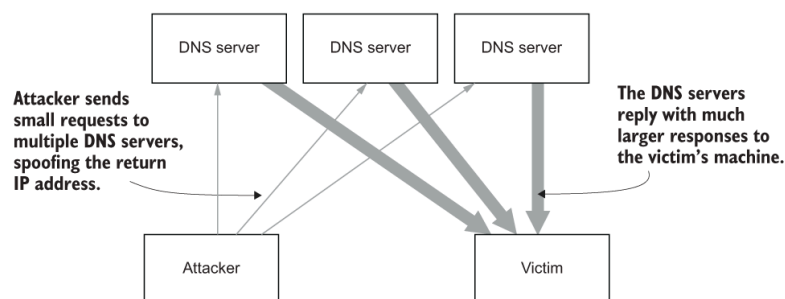 DNS server
DNS server
DNS server
Attacker sends
small requests to
multiple DNS servers,
spoofing the return
IP address.
The DNS servers
reply with much
larger responses to
the victim’s machine.
Attacker
Victim